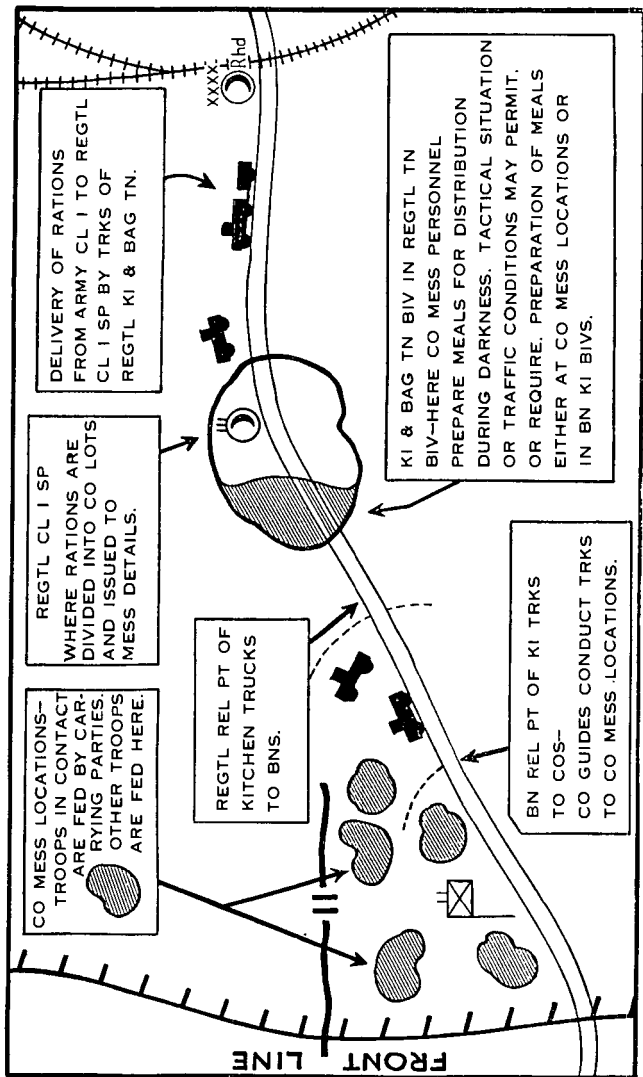 CO MESS LOCATIONS—
TROOPS IN CONTACT
ARE FED BY CAR-
RYING PARTIES.
OTHER TROOPS
ARE FED HERE.
REGTL CL I SP
WHERE RATIONS ARE
DIVIDED INTO CO LOTS
AND ISSUED TO
MESS DETAILS.
DELIVERY OF RATIONS
FROM ARMY CL I TO REGTL
CL I SP BY TRKS OF
REGTL KI & BAG TN.
XXXX
Rhd
REGTL REL PT OF
KITCHEN TRUCKS
TO BNS.
KI & BAG TN BIV IN REGTL TN
BIV—HERE CO MESS PERSONNEL
PREPARE MEALS FOR DISTRIBUTION
DURING DARKNESS. TACTICAL SITUATION
OR TRAFFIC CONDITIONS MAY PERMIT,
OR REQUIRE, PREPARATION OF MEALS
EITHER AT CO MESS LOCATIONS OR
IN BN KI BIVS.
BN REL PT OF KI TRKS
TO COS—
CO GUIDES CONDUCT TRKS
TO CO MESS LOCATIONS.
FRONT LINE